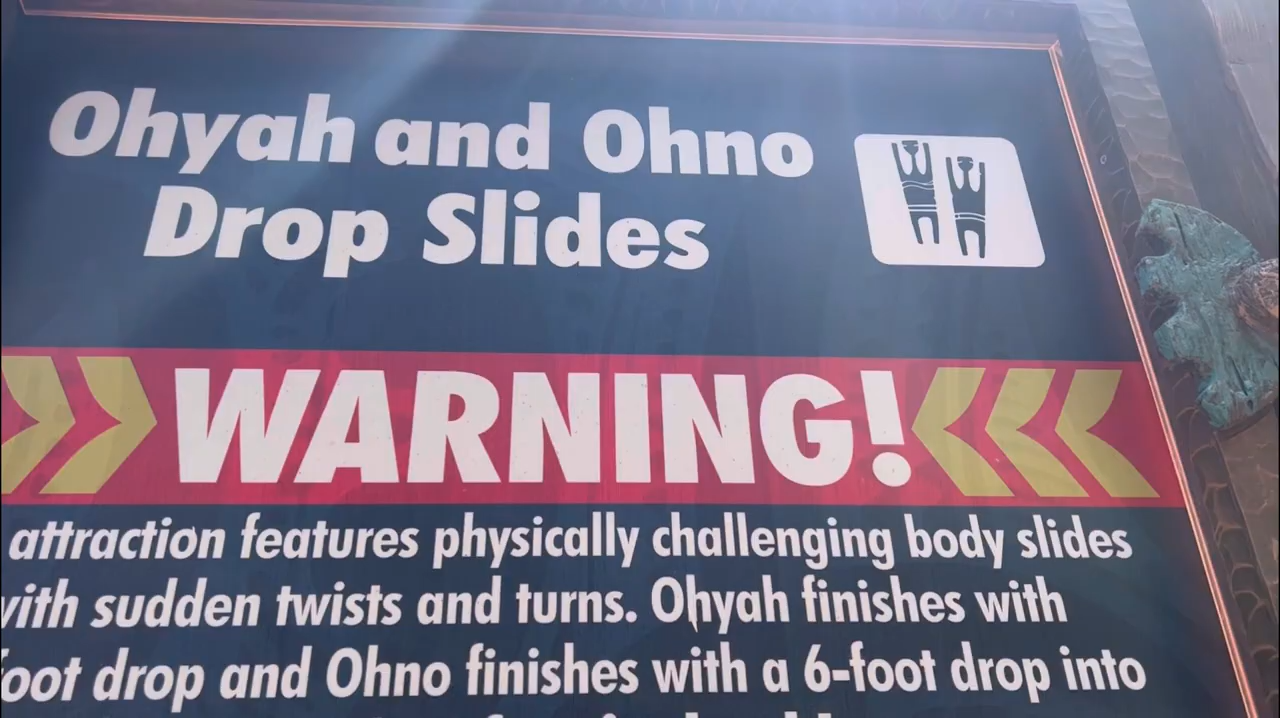 Ohyah and Ohno
Drop Slides
WARNING!
attraction features physically challenging body slides
with sudden twists and turns. Ohyah finishes with
foot drop and Ohno finishes with a 6-foot drop into